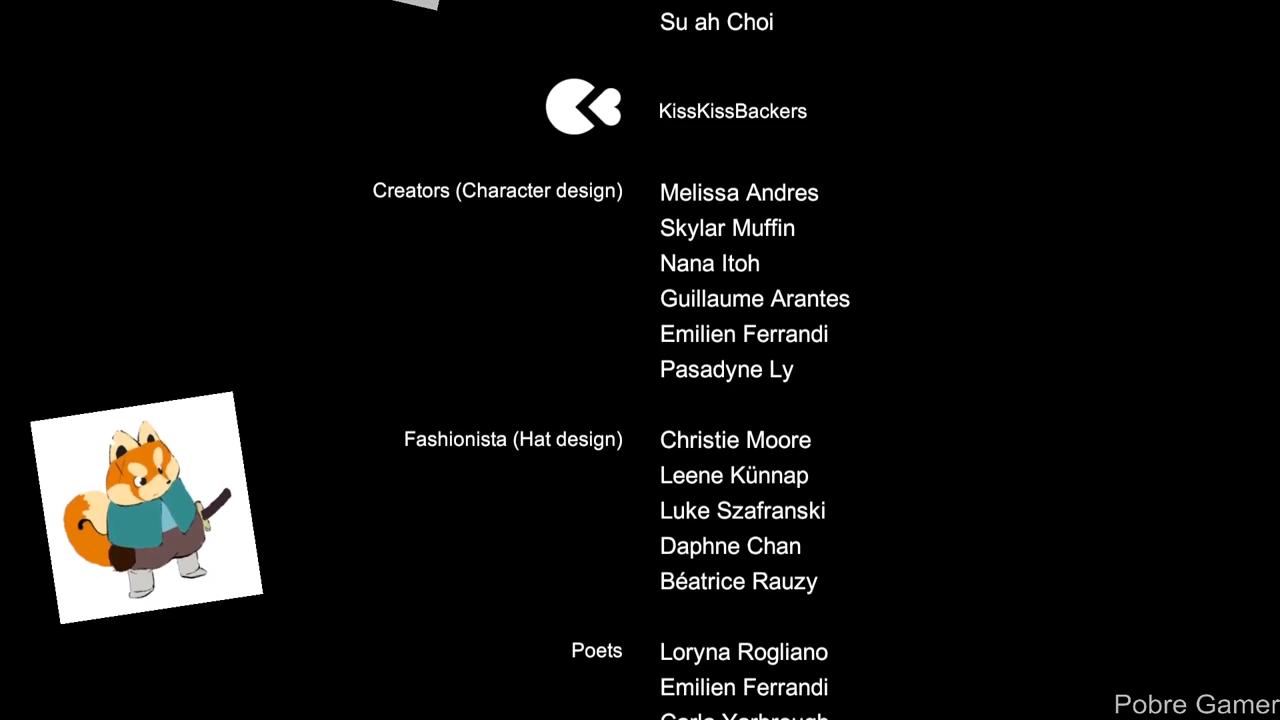 Su ah Choi
KissKissBackers
Creators (Character design) Melissa Andres
Skylar Muffin
Nana Itoh
Guillaume Arantes
Emilien Ferrandi
Pasadyne Ly
Fashionista (Hat design) Christie Moore
Leene Künnap
Luke Szafranski
Daphne Chan
Béatrice Rauzy
Poets Loryna Rogliano
Emilien Ferrandi
Pobre Gamer